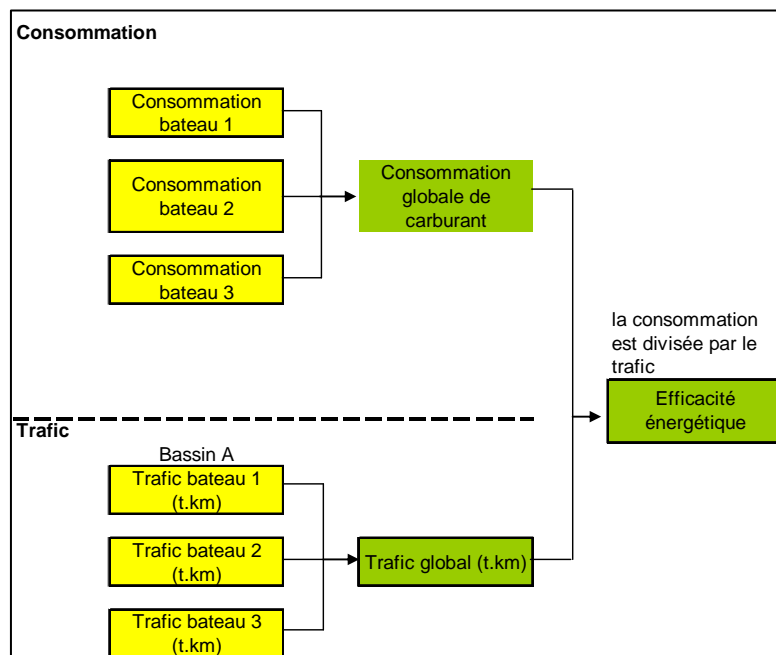 Consommation
Consommation
bateau 1
Consommation
bateau 2
Consommation
bateau 3
Consommation
globale de
carburant
la consommation
est divisée par le
trafic
Efficacité
énergétique
Trafic
Bassin A
Trafic bateau 1
(t.km)
Trafic bateau 2
(t.km)
Trafic bateau 3
(t.km)
Trafic global (t.km)